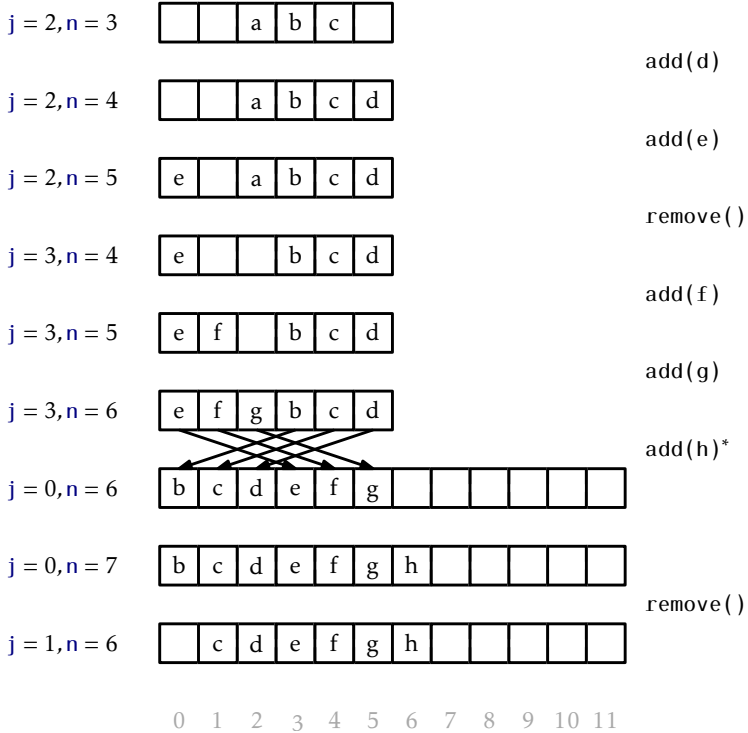 j = 2, n = 3 a b c
add(d)
j = 2, n = 4 a b c d
add(e)
j = 2, n = 5 e a b c d
remove()
j = 3, n = 4 e b c d
add(f)
j = 3, n = 5 e f b c d
add(g)
j = 3, n = 6 e f g b c d
add(h)*
j = 0, n = 6 b c d e f g
j = 0, n = 7 b c d e f g h
remove()
j = 1, n = 6 c d e f g h
0 1 2 3 4 5 6 7 8 9 10 11